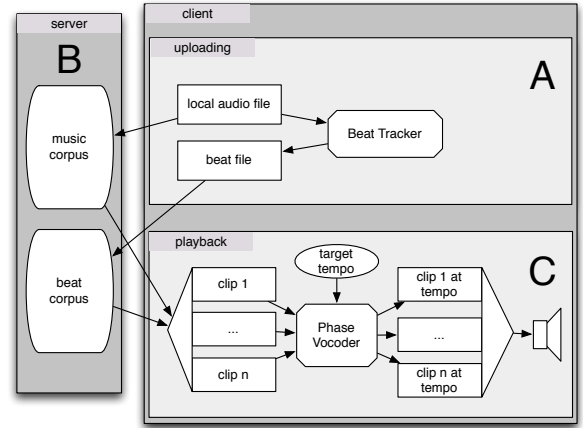 server
B
music
corpus
beat
corpus
client
uploading
A
local audio file
Beat Tracker
beat file
playback
C
target
tempo
clip 1
...
clip n
Phase
Vocoder
clip 1 at
tempo
...
clip n at
tempo